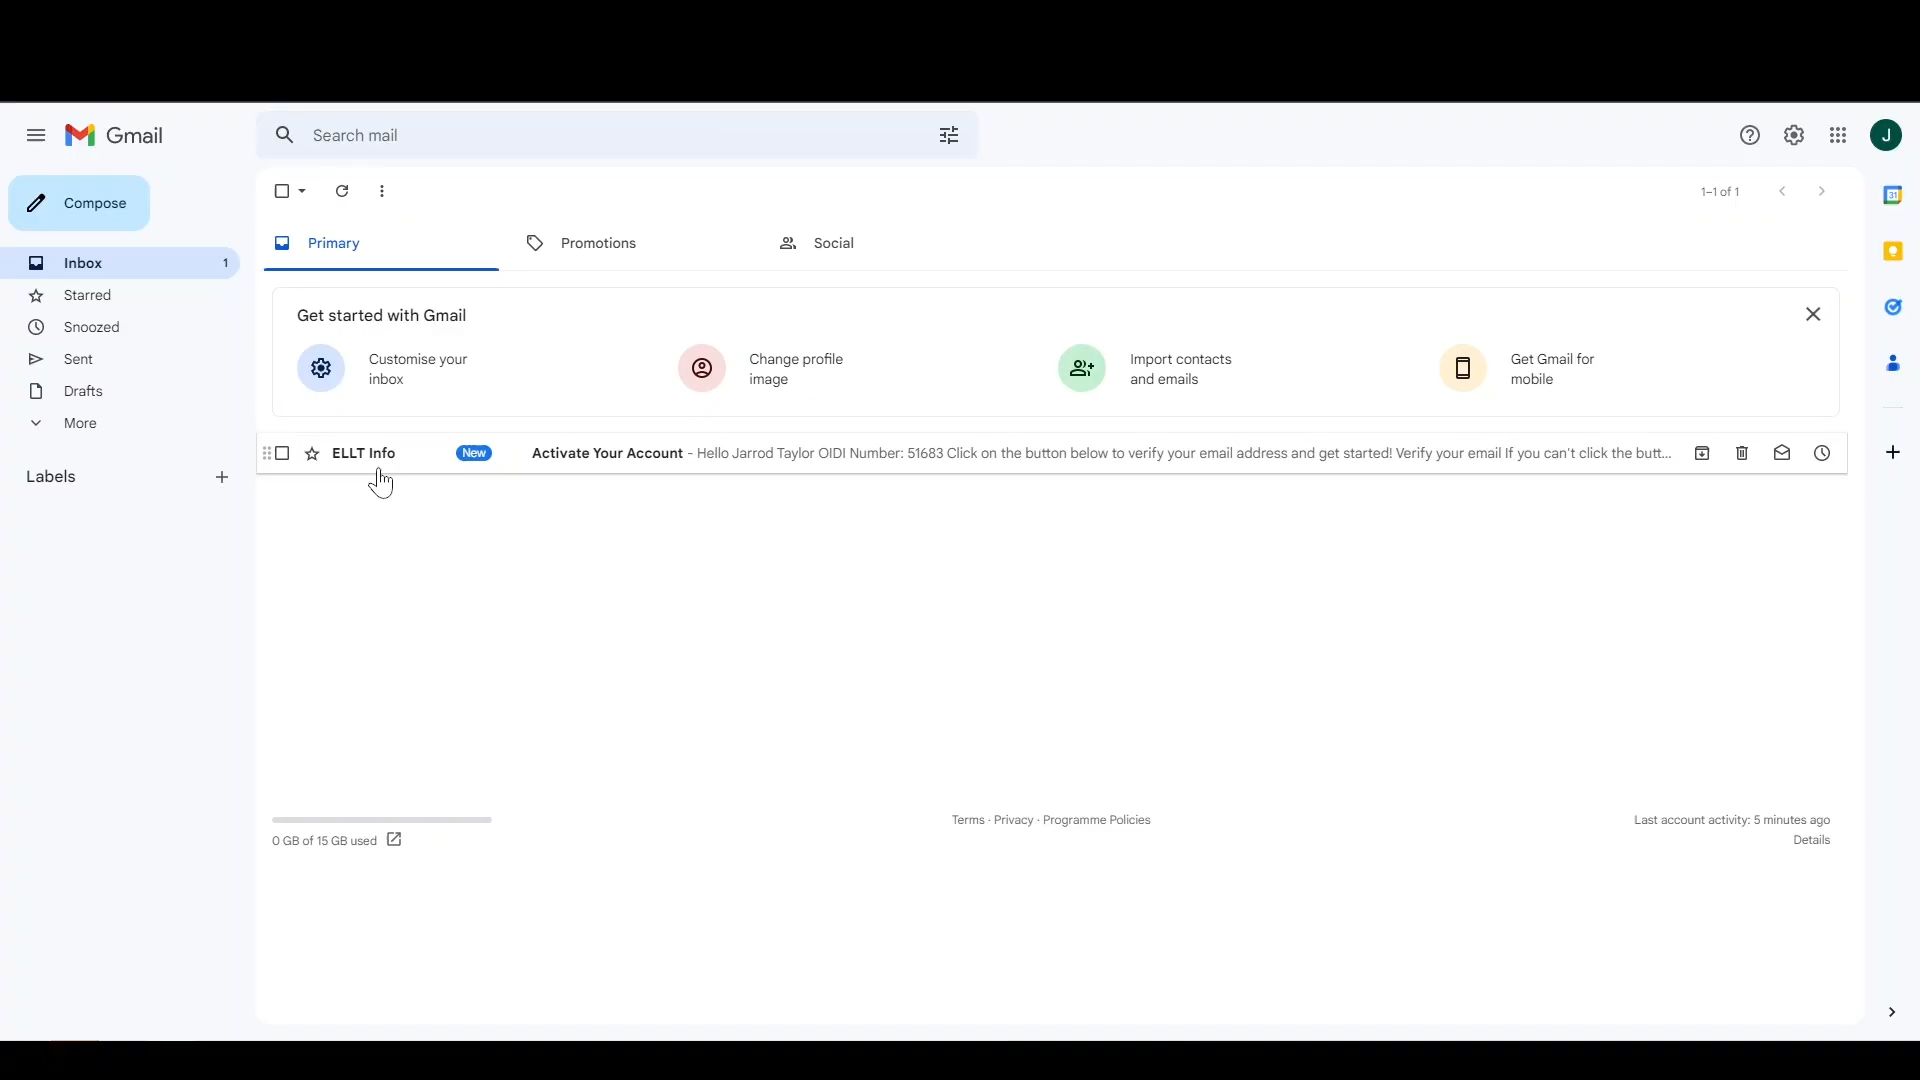 Gmail
Search mail
J
Compose
1–1 of 1
31
Primary
Promotions
Social
Inbox 1
Starred
Snoozed
Sent
Drafts
More
Labels
Get started with Gmail
Customise your
inbox
Change profile
image
Import contacts
and emails
Get Gmail for
mobile
ELLT Info New Activate Your Account - Hello Jarrod Taylor OIDI Number: 51683 Click on the button below to verify your email address and get started! Verify your email If you can't click the butt...
0 GB of 15 GB used
Terms · Privacy · Programme Policies
Last account activity: 5 minutes ago
Details